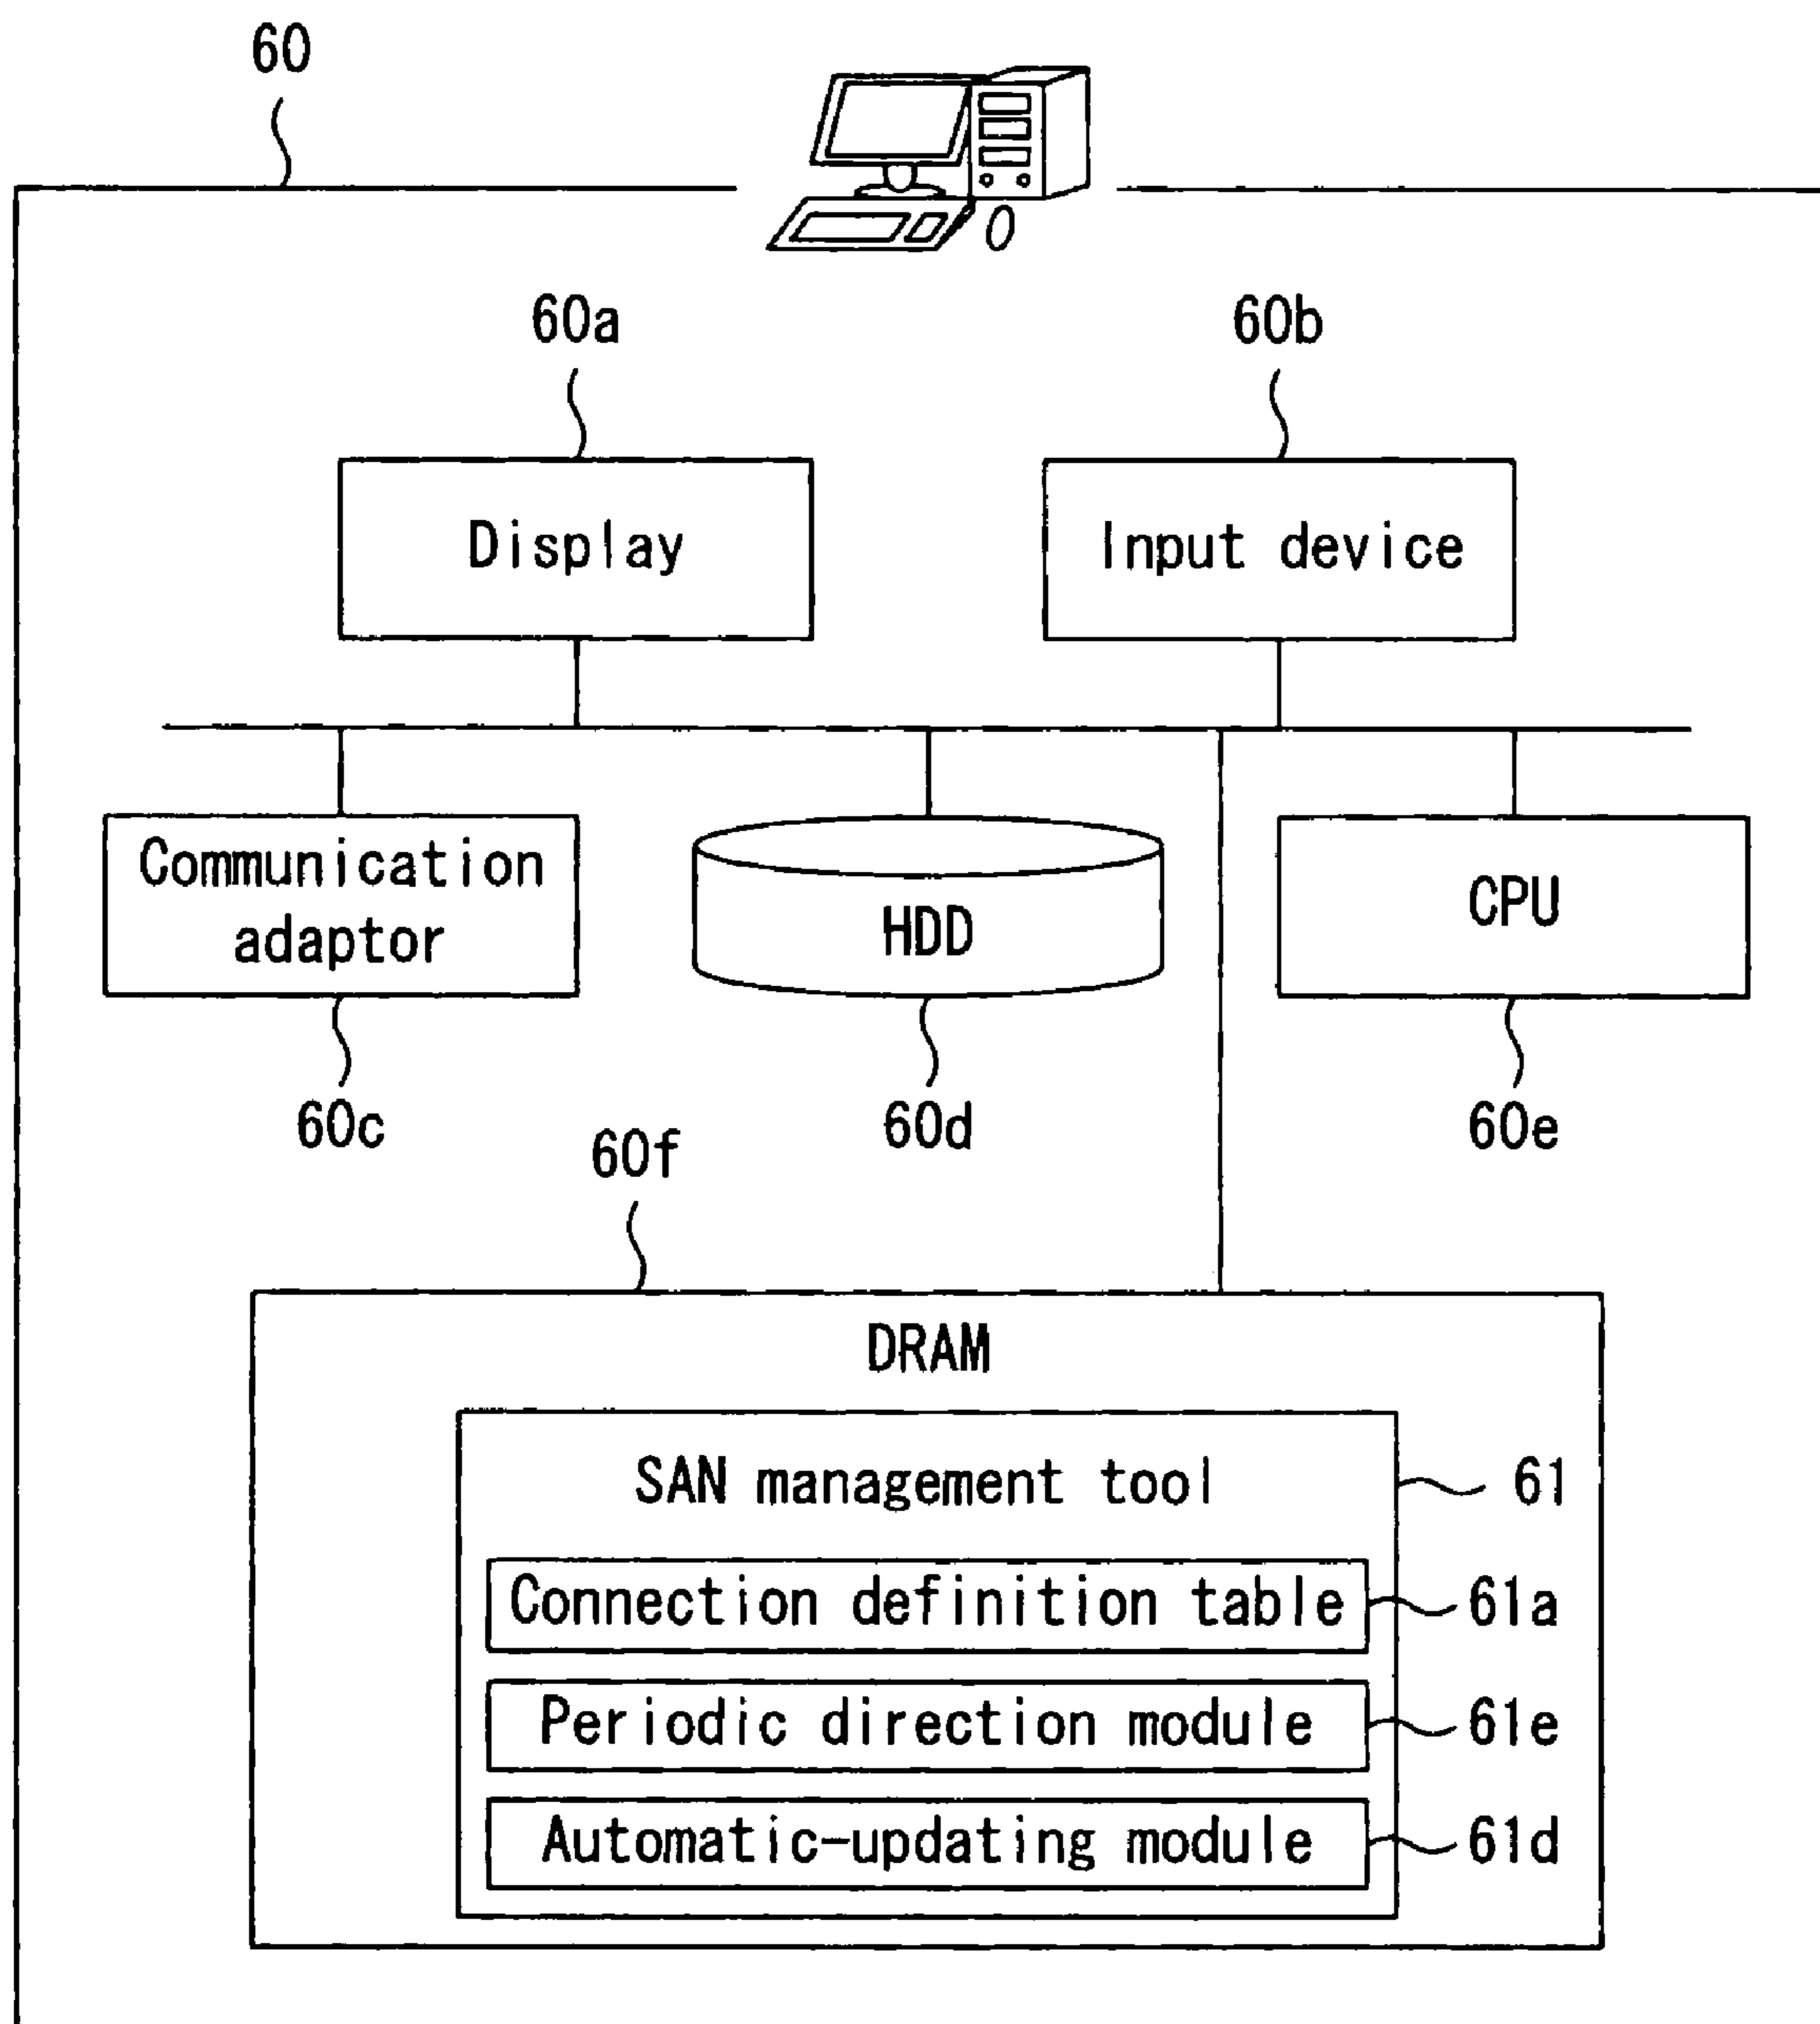 60
60a
60b
Display
Input device
Communication
adaptor
HDD
CPU
60c
60d
60e
60f
DRAM
SAN management tool
61
Connection definition table
61a
Periodic direction module
61e
Automatic-updating module
61d